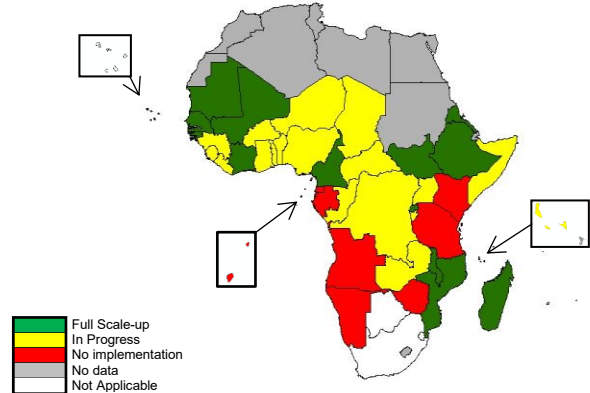 Full Scale-up
In Progress
No implementation
No data
Not Applicable